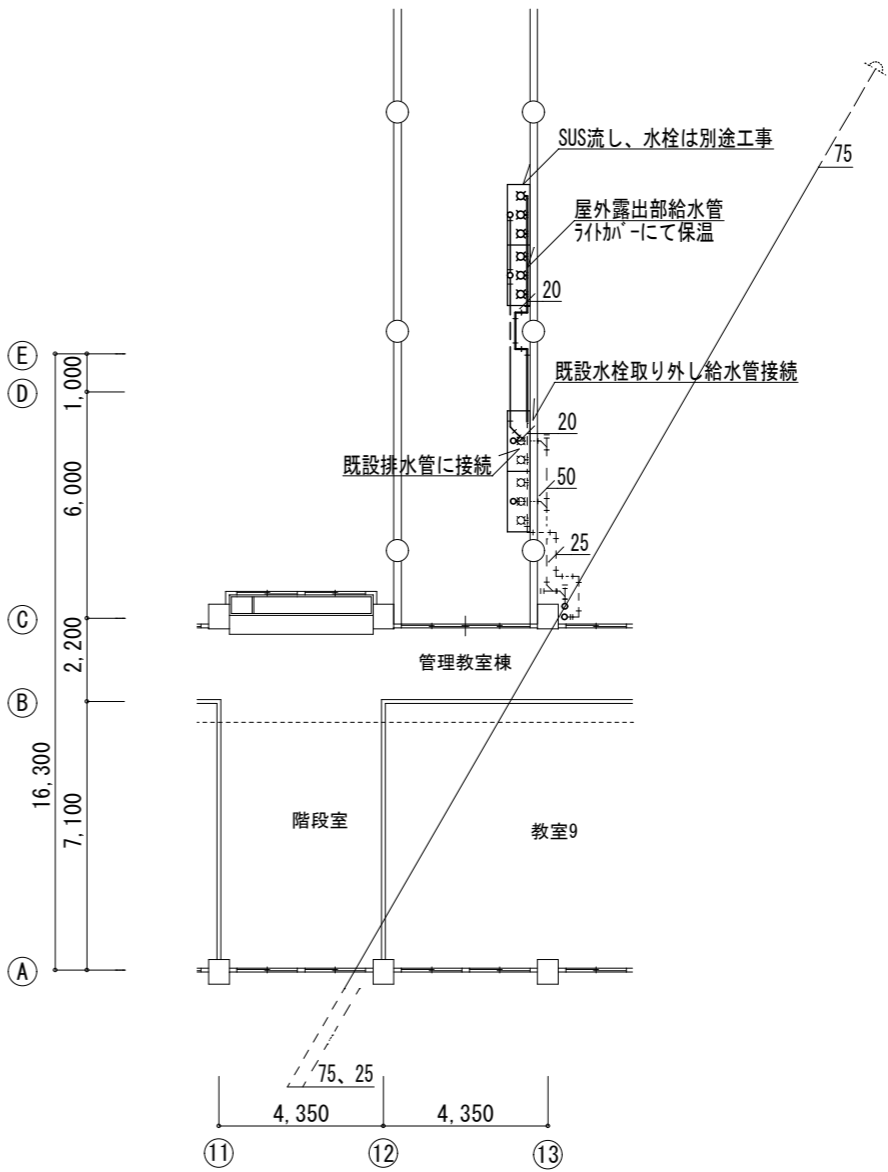 SUS流し、水栓は別途工事
75
屋外露出部給水管
ﾗｲﾄｶﾊﾞｰにて保温
20
E
1,000
D
既設水栓取り外し給水管接続
20
既設排水管に接続
50
6,000
25
C
2,200
管理教室棟
B
16,300
7,100
階段室
教室9
A
75、25
4,350
4,350
11
12
13